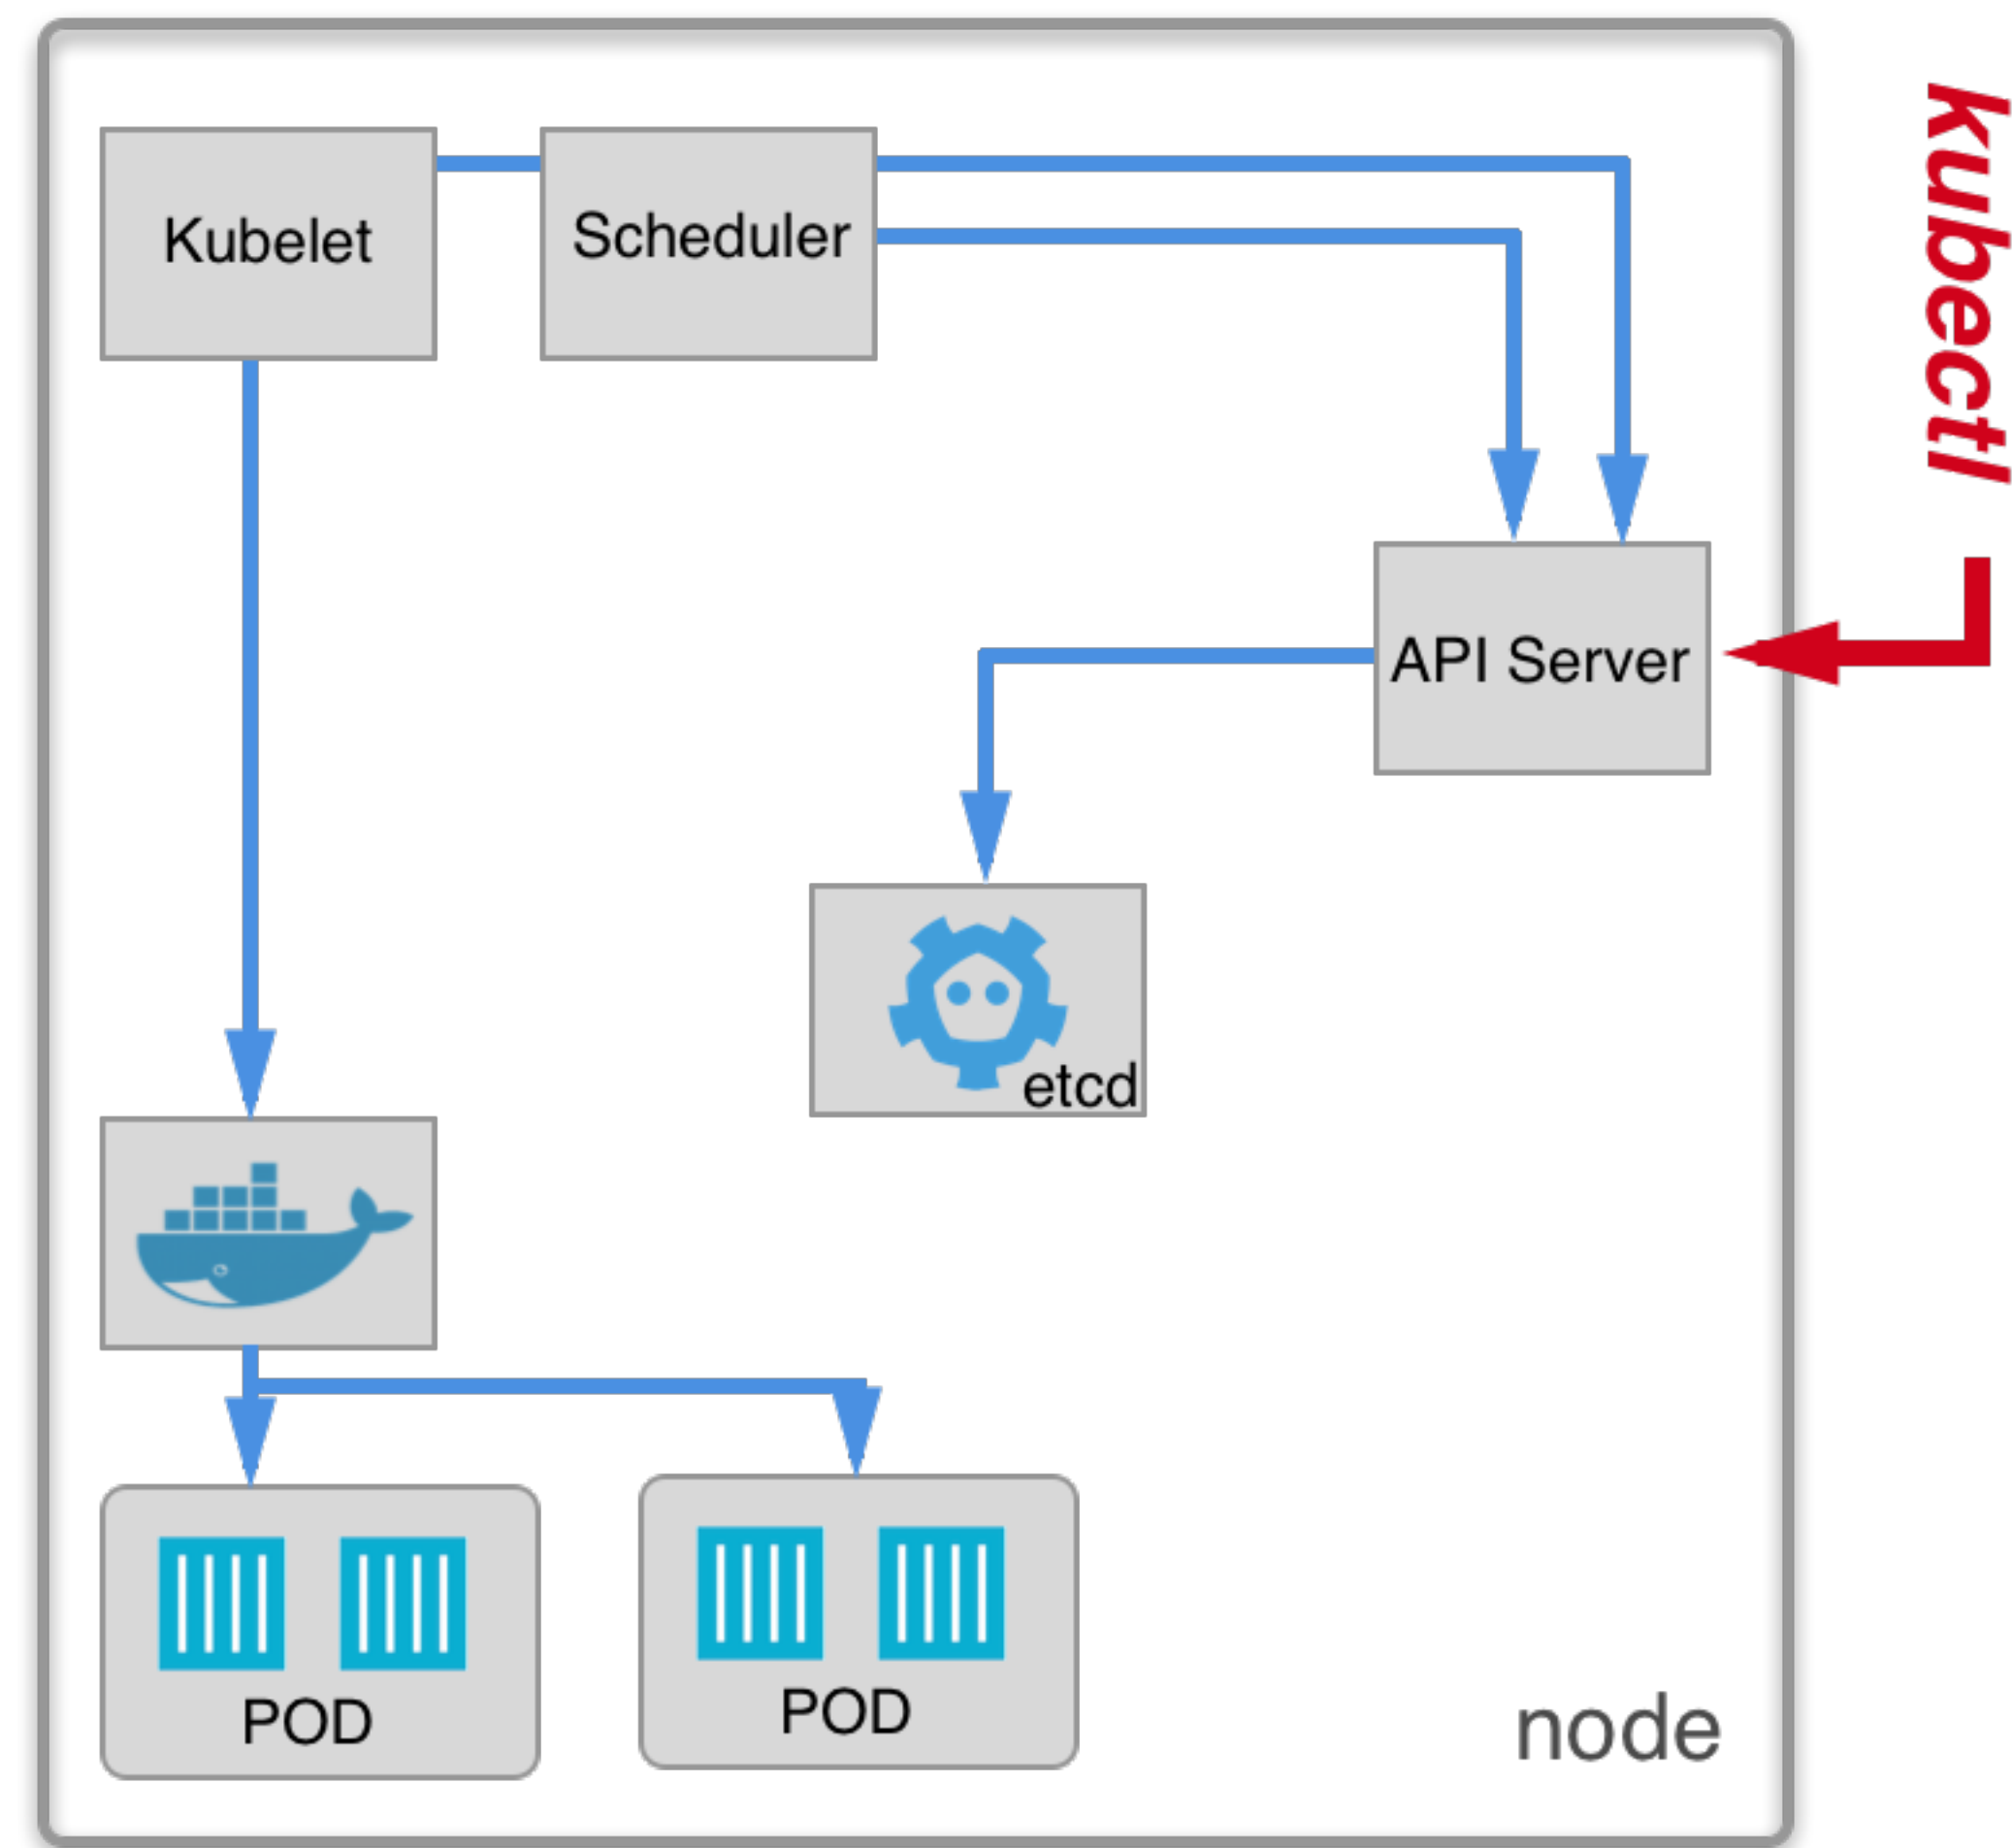 Kubelet
Scheduler
kubectl
API Server
etcd
POD
POD
node